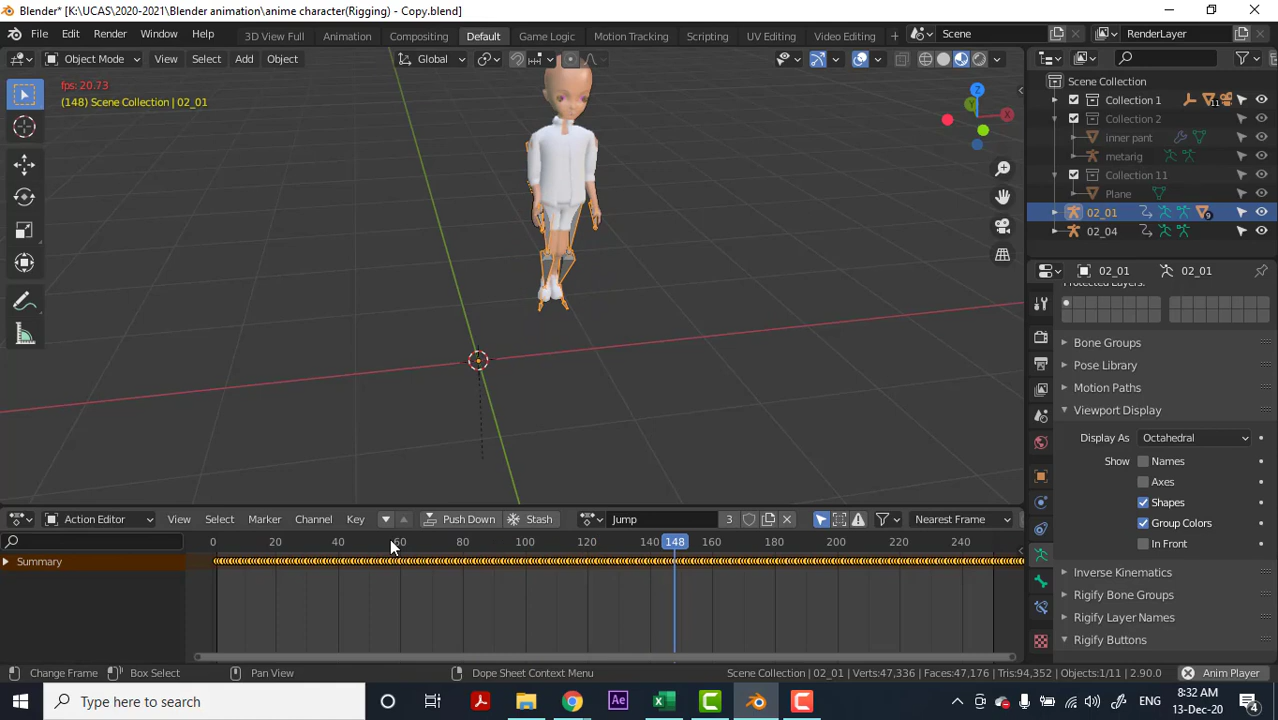 Blender* [K:\UCAS\2020-2021\Blender animation\anime character(Rigging) - Copy.blend]
File Edit Render Window Help 3D View Full Animation Compositing Default Game Logic Motion Tracking Scripting UV Editing Video Editing + Scene RenderLayer
Object Mode View Select Add Object Global
fps: 20.73
(148) Scene Collection | 02_01
Z
Y
X
Scene Collection
Collection 1 11
Collection 2
inner pant
metarig
Collection 11
Plane
02_01 9
02_04
02_01 02_01
Protected Layers:
Bone Groups
Pose Library
Motion Paths
Viewport Display
Display As Octahedral
Show Names
Axes
Shapes
Group Colors
In Front
Inverse Kinematics
Rigify Bone Groups
Rigify Layer Names
Rigify Buttons
Action Editor View Select Marker Channel Key Push Down Stash Jump 3 Nearest Frame
0 20 40 60 80 100 120 140 148 160 180 200 220 240
Summary
Change Frame Box Select Pan View Dope Sheet Context Menu Scene Collection | 02_01 | Verts:47,336 | Faces:47,176 | Tris:94,352 | Objects:1/11 | 2.90.0 Anim Player
Type here to search
ENG
8:32 AM
13-Dec-20
4